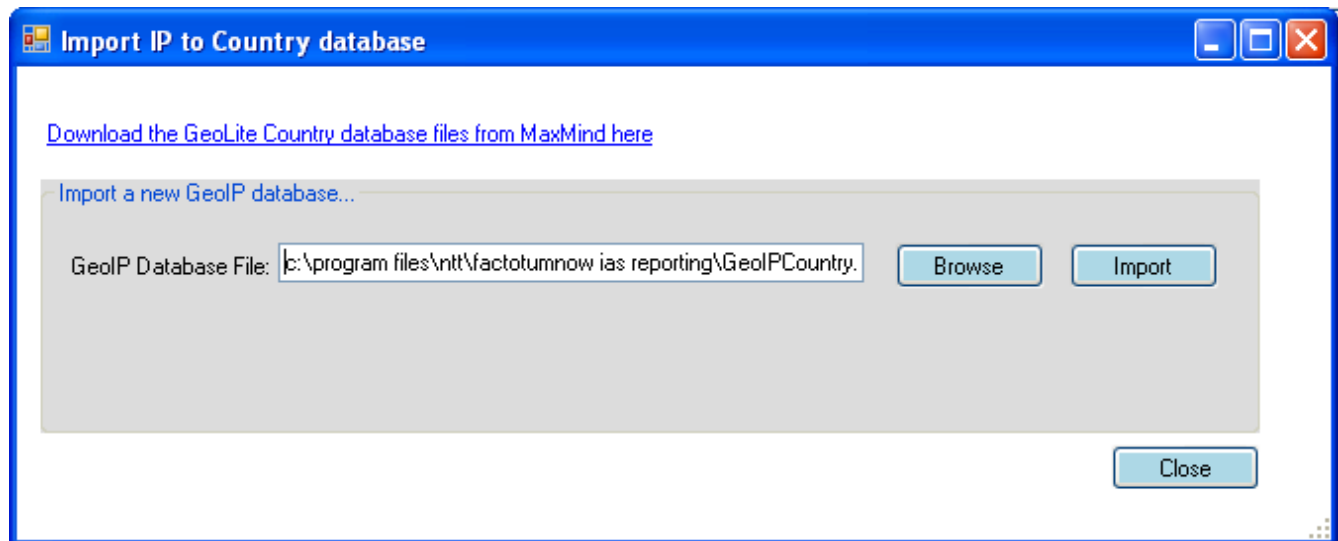 Import IP to Country database
Download the GeoLite Country database files from MaxMind here
Import a new GeoIP database...
GeoIP Database File: c:\program files\ntt\factotumnow ias reporting\GeoIPCountry. Browse Import
Close